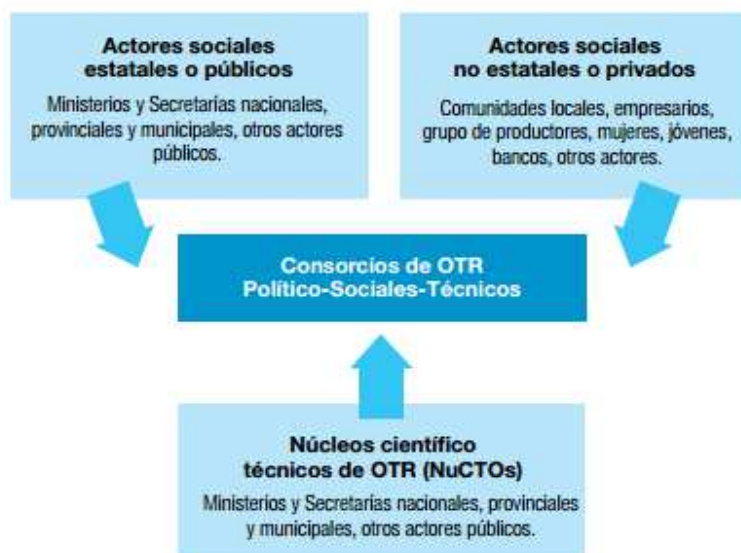 Actores sociales
estatales o públicos
Ministerios y Secretarías nacionales,
provinciales y municipales, otros actores
públicos.
Actores sociales
no estatales o privados
Comunidades locales, empresarios,
grupo de productores, mujeres, jóvenes,
bancos, otros actores.
Consorcios de OTR
Político-Sociales-Técnicos
Núcleos científico
técnicos de OTR (NuCTOs)
Ministerios y Secretarías nacionales, provinciales
y municipales, otros actores públicos.